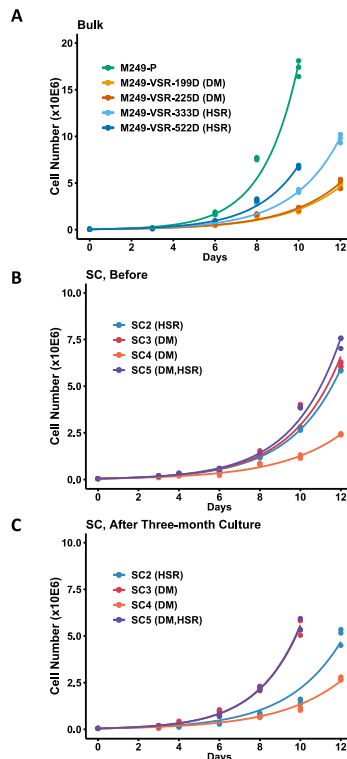 A
Bulk
Cell Number (x10E6)
20
15
10
5
0
M249-P
M249-VSR-199D (DM)
M249-VSR-225D (DM)
M249-VSR-333D (HSR)
M249-VSR-522D (HSR)
0 2 4 6 8 10 12
Days
B
SC, Before
Cell Number (x10E6)
10.0
7.5
5.0
2.5
0.0
SC2 (HSR)
SC3 (DM)
SC4 (DM)
SC5 (DM,HSR)
0 2 4 6 8 10 12
Days
C
SC, After Three-month Culture
Cell Number (x10E6)
10.0
7.5
5.0
2.5
0.0
SC2 (HSR)
SC3 (DM)
SC4 (DM)
SC5 (DM,HSR)
0 2 4 6 8 10 12
Days